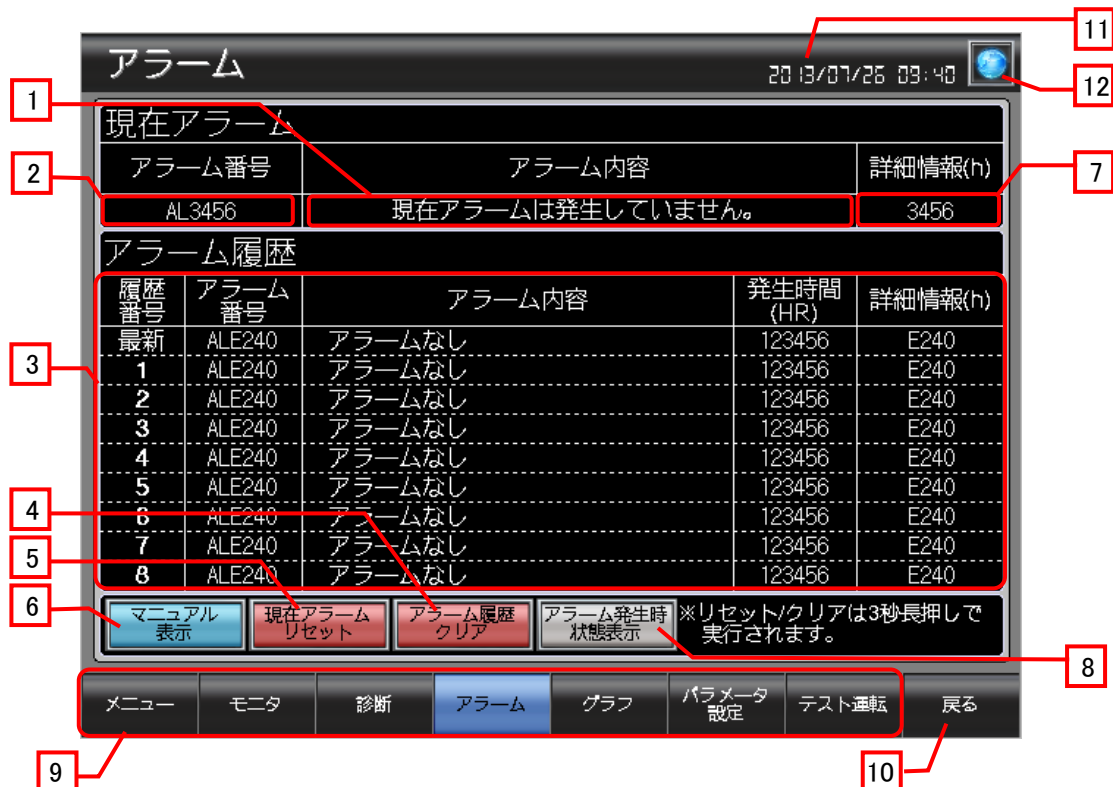 11
アラーム
2013/07/26 09:40
12
1
現在アラーム
アラーム番号 アラーム内容 詳細情報(h)
2
7
AL3456 現在アラームは発生していません。 3456
アラーム履歴
履歴番号 アラーム番号 アラーム内容 発生時間(HR) 詳細情報(h)
最新 ALE240 アラームなし 123456 E240
3
1 ALE240 アラームなし 123456 E240
2 ALE240 アラームなし 123456 E240
3 ALE240 アラームなし 123456 E240
4 ALE240 アラームなし 123456 E240
5 ALE240 アラームなし 123456 E240
4
6 ALE240 アラームなし 123456 E240
5
7 ALE240 アラームなし 123456 E240
8 ALE240 アラームなし 123456 E240
6
マニュアル
表示
現在アラーム
リセット
アラーム履歴
クリア
アラーム発生時
状態表示
※リセット/クリアは3秒長押しで
実行されます。
8
メニュー モニタ 診断 アラーム グラフ パラメータ設定 テスト運転 戻る
9
10